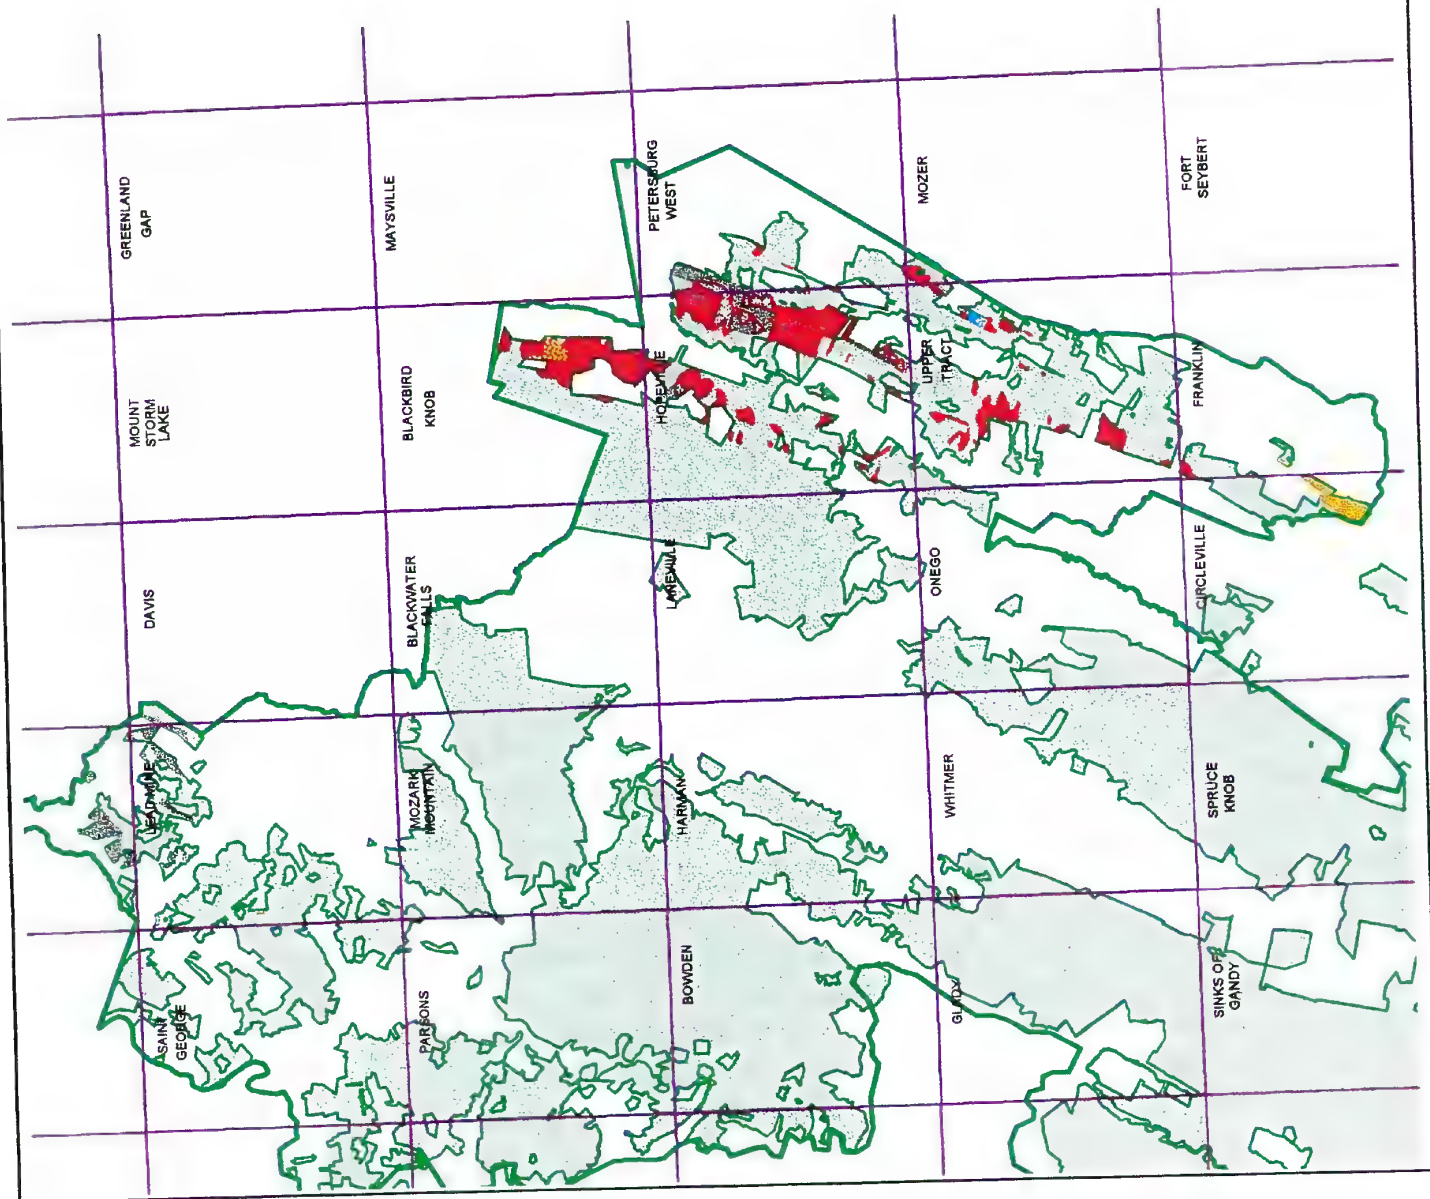 GREENLAND
GAP
MAYSVILLE
PETERSBURG
WEST
MOZER
FORT
SEYBERT
MOUNT
STORM
LAKE
BLACKBIRD
KNOB
HOPEVILLE
UPPER
TRACT
FRANKLIN
DAVIS
BLACKWATER
FALLS
LANEVILLE
ONEGO
CIRCLEVILLE
LEAD MINE
MOZARK
MOUNTAIN
HARMAN
WHITMER
SPRUCE
KNOB
SAINT
GEORGE
PARSONS
BOWDEN
GLADY
SINKS OF
GANDY